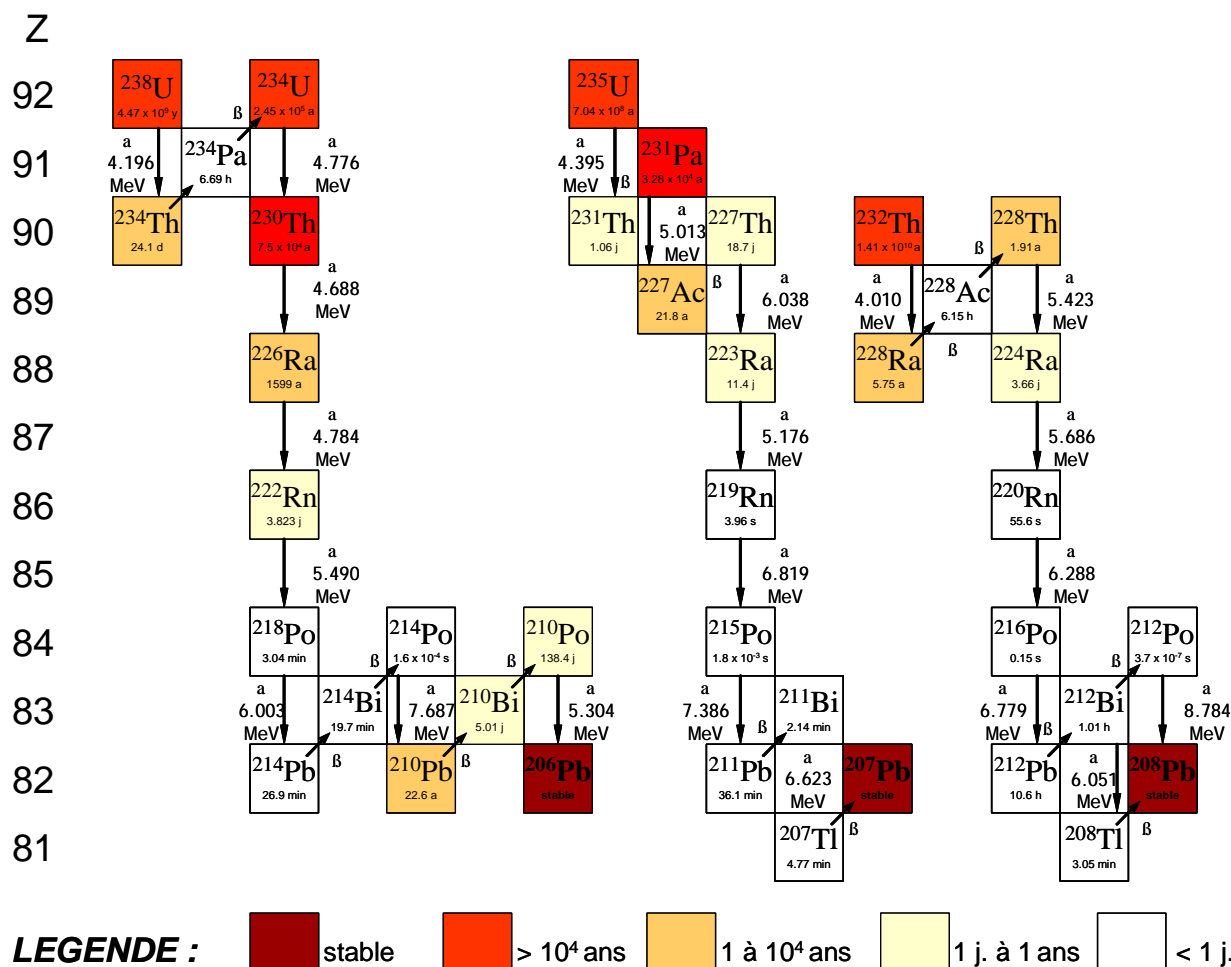 Z
92
91
90
89
88
87
86
85
84
83
82
81
²³⁸U
4.47 x 10⁹ y
²³⁴U
2.45 x 10⁵ a
ß
a
4.196
MeV
²³⁴Pa
6.69 h
a
4.776
MeV
²³⁴Th
24.1 d
²³⁰Th
7.5 x 10⁴ a
a
4.688
MeV
²²⁶Ra
1599 a
a
4.784
MeV
²²²Rn
3.823 j
a
5.490
MeV
²¹⁸Po
3.04 min
²¹⁴Po
1.6 x 10⁻⁴ s
²¹⁰Po
138.4 j
ß
ß
a
6.003
MeV
²¹⁴Bi
19.7 min
a
7.687
MeV
²¹⁰Bi
5.01 j
a
5.304
MeV
²¹⁴Pb
26.9 min
ß
²¹⁰Pb
22.6 a
ß
²⁰⁶Pb
stable
²³⁵U
7.04 x 10⁸ a
a
4.395
MeV
ß
²³¹Pa
3.28 x 10⁴ a
²³¹Th
1.06 j
a
5.013
MeV
²²⁷Th
18.7 j
²²⁷Ac
21.8 a
ß
a
6.038
MeV
²²³Ra
11.4 j
a
5.176
MeV
²¹⁹Rn
3.96 s
a
6.819
MeV
²¹⁵Po
1.8 x 10⁻³ s
a
7.386
MeV
ß
²¹¹Bi
2.14 min
²¹¹Pb
36.1 min
a
6.623
MeV
²⁰⁷Pb
stable
²⁰⁷Tl
4.77 min
ß
²³²Th
1.41 x 10¹⁰ a
²²⁸Th
1.91 a
ß
a
4.010
MeV
²²⁸Ac
6.15 h
a
5.423
MeV
²²⁸Ra
5.75 a
ß
²²⁴Ra
3.66 j
a
5.686
MeV
²²⁰Rn
55.6 s
a
6.288
MeV
²¹⁶Po
0.15 s
²¹²Po
3.7 x 10⁻⁷ s
ß
a
6.779
MeV
ß
²¹²Bi
1.01 h
a
8.784
MeV
²¹²Pb
10.6 h
a
6.051
MeV
²⁰⁸Pb
stable
²⁰⁸Tl
3.05 min
ß
LEGENDE :
stable
> 10⁴ ans
1 à 10⁴ ans
1 j. à 1 ans
< 1 j.